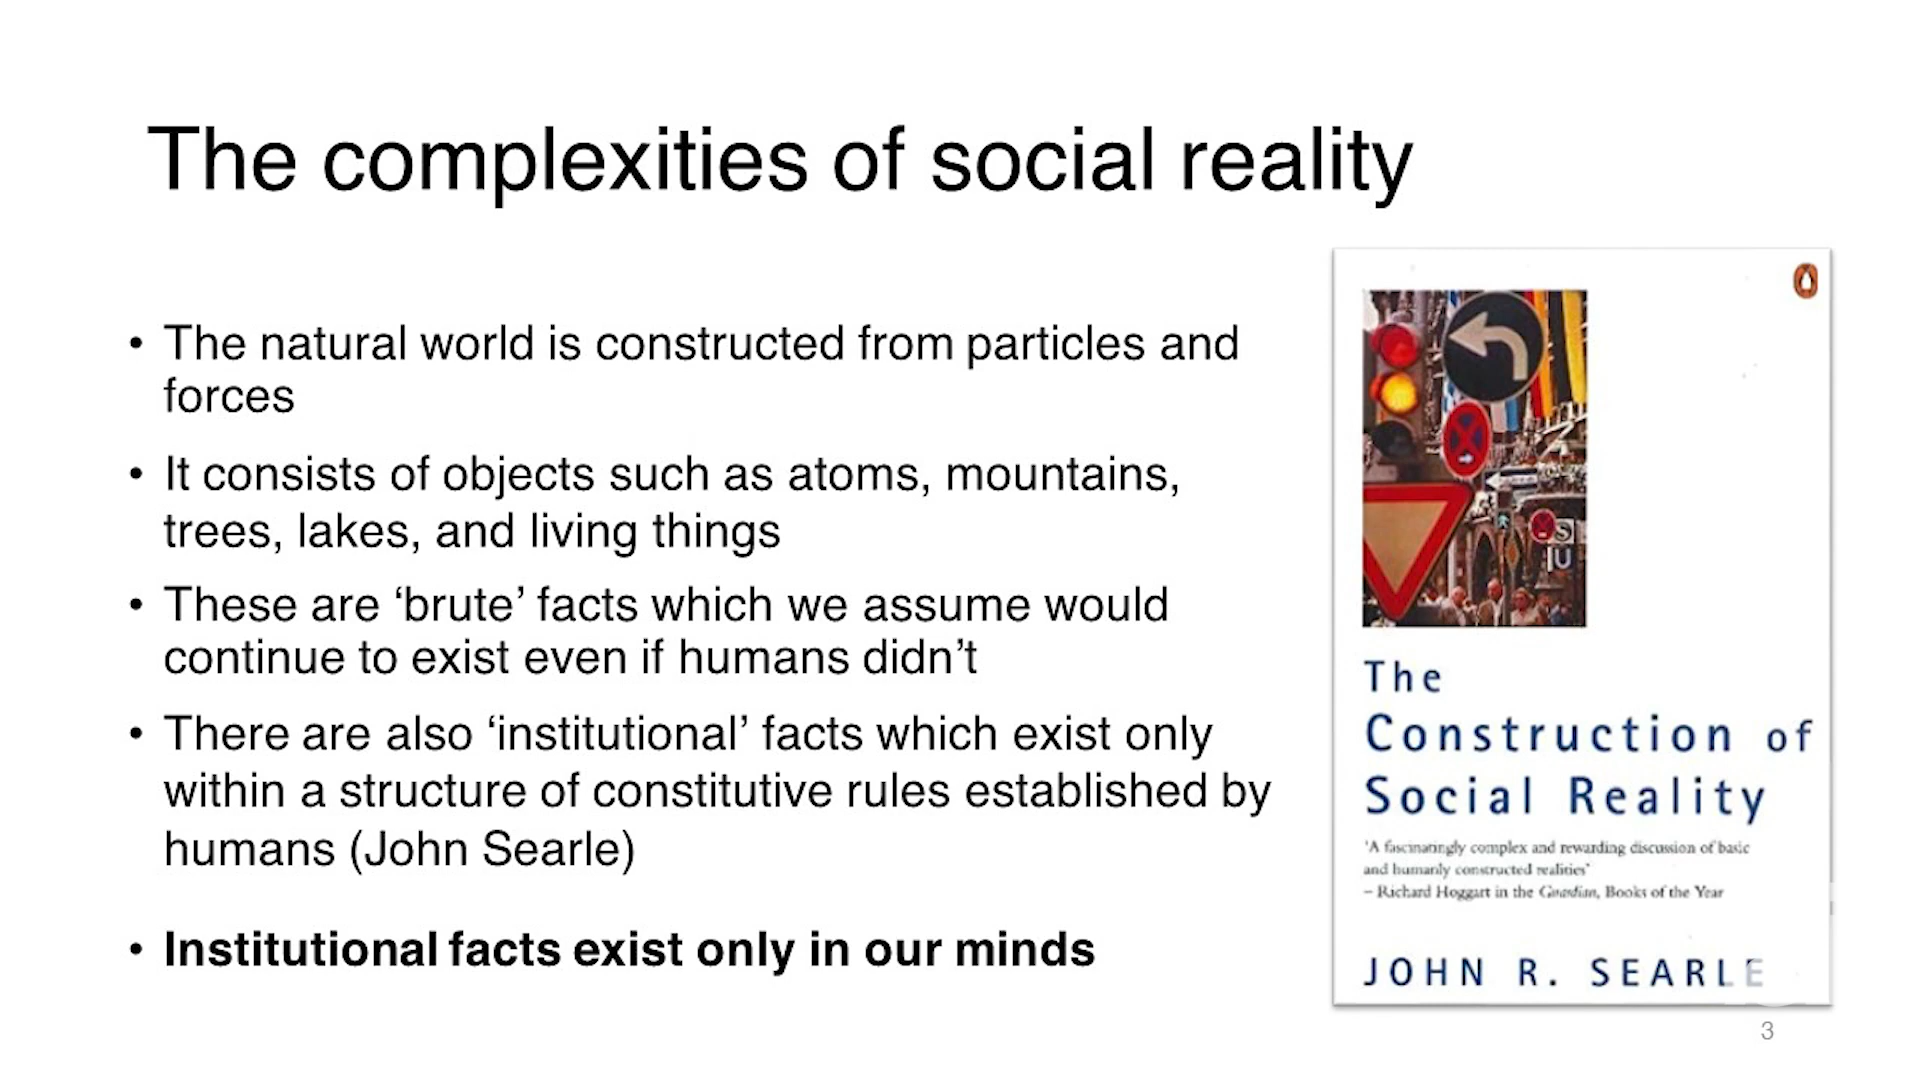 The complexities of social reality
• The natural world is constructed from particles and
forces
• It consists of objects such as atoms, mountains,
trees, lakes, and living things
• These are ‘brute’ facts which we assume would
continue to exist even if humans didn’t
• There are also ‘institutional’ facts which exist only
within a structure of constitutive rules established by
humans (John Searle)
• Institutional facts exist only in our minds
The
Construction of
Social Reality
'A fascinatingly complex and rewarding discussion of basic
and humanly constructed realities'
– Richard Hoggart in the Guardian, Books of the Year
JOHN R. SEARLE
3